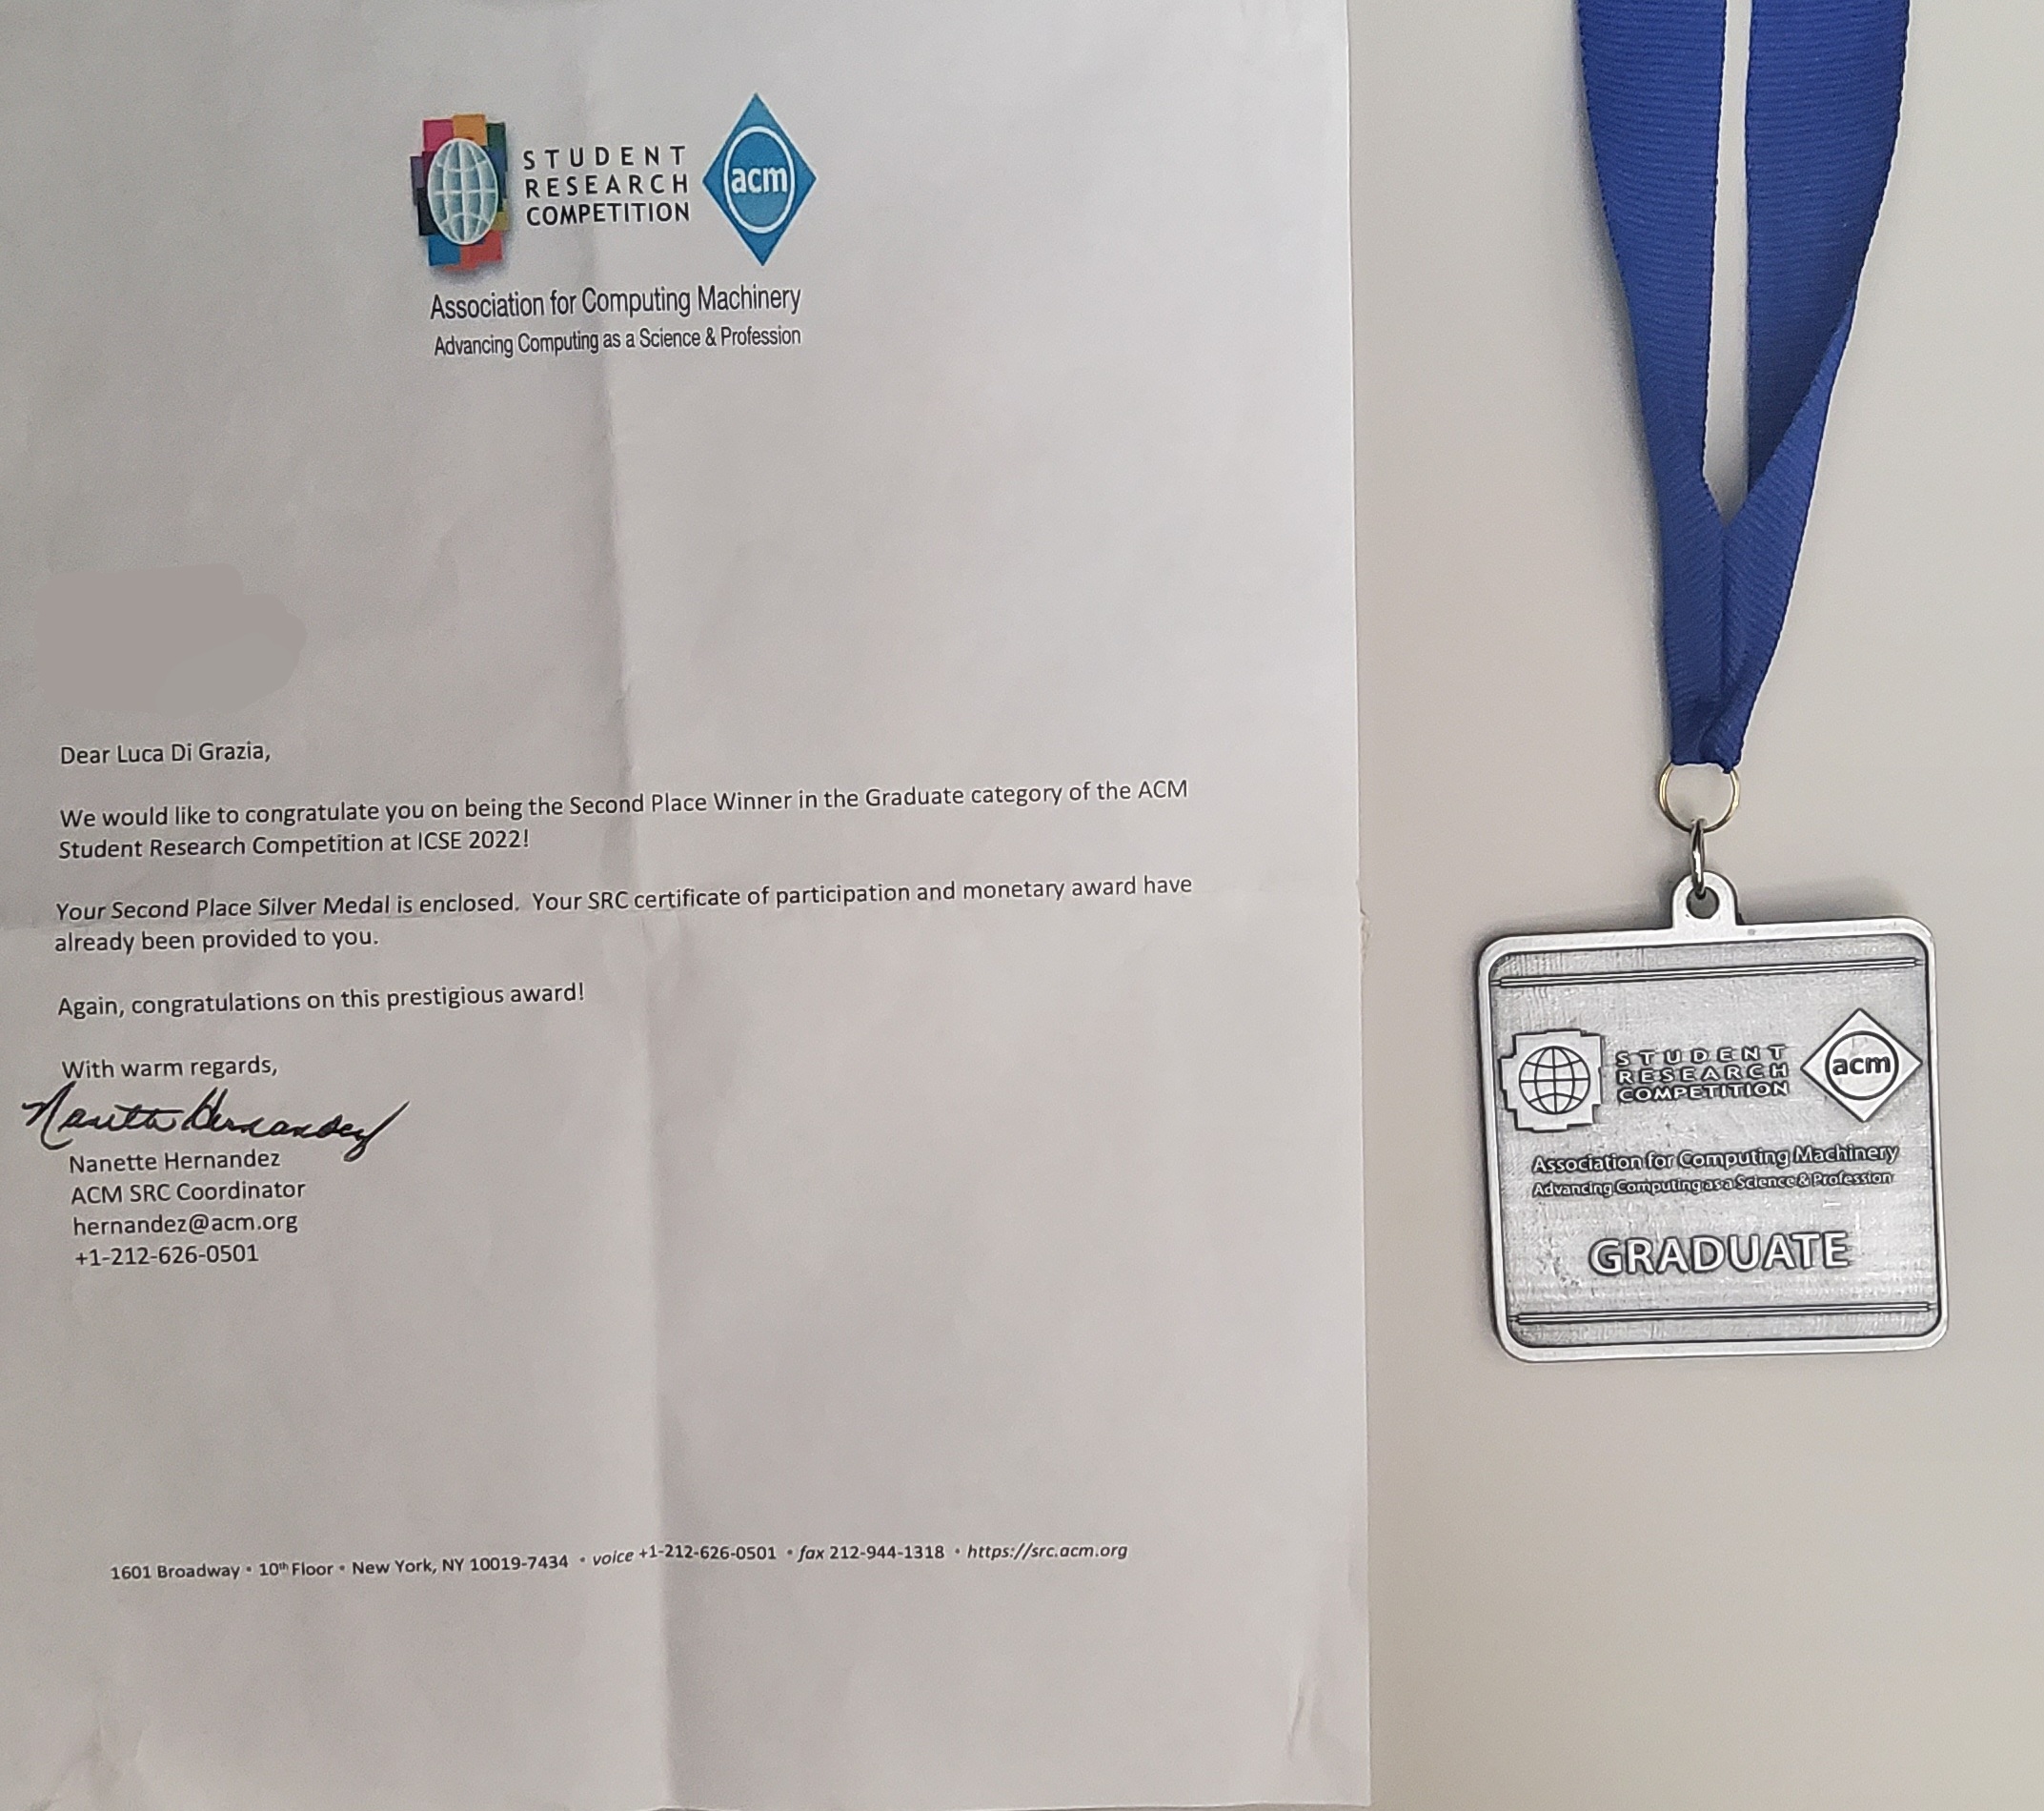 STUDENT
RESEARCH
COMPETITION
acm
Association for Computing Machinery
Advancing Computing as a Science & Profession
Dear Luca Di Grazia,
We would like to congratulate you on being the Second Place Winner in the Graduate category of the ACM
Student Research Competition at ICSE 2022!
Your Second Place Silver Medal is enclosed.  Your SRC certificate of participation and monetary award have
already been provided to you.
Again, congratulations on this prestigious award!
With warm regards,
Nanette Hernandez
Nanette Hernandez
ACM SRC Coordinator
hernandez@acm.org
+1-212-626-0501
1601 Broadway • 10th Floor • New York, NY 10019-7434 • voice +1-212-626-0501 • fax 212-944-1318 • https://src.acm.org
STUDENT
RESEARCH
COMPETITION
acm
Association for Computing Machinery
Advancing Computing as a Science & Profession
GRADUATE